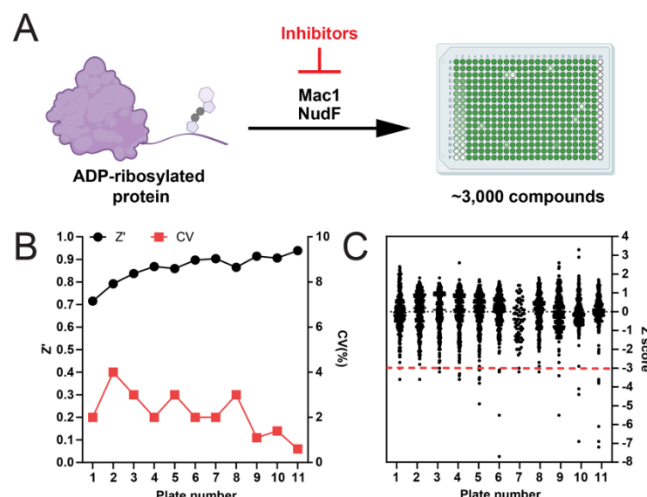 A
Inhibitors
Mac1
NudF
ADP-ribosylated
protein
~3,000 compounds
B
Z' CV
1.0
0.9
0.8
0.7
0.6
0.5
0.4
0.3
0.2
0.1
0.0
Z'
10
8
6
4
2
0
CV(%)
1 2 3 4 5 6 7 8 9 10 11
Plate number
C
4
3
2
1
0
-1
-2
-3
-4
-5
-6
-7
-8
Z score
1 2 3 4 5 6 7 8 9 10 11
Plate number